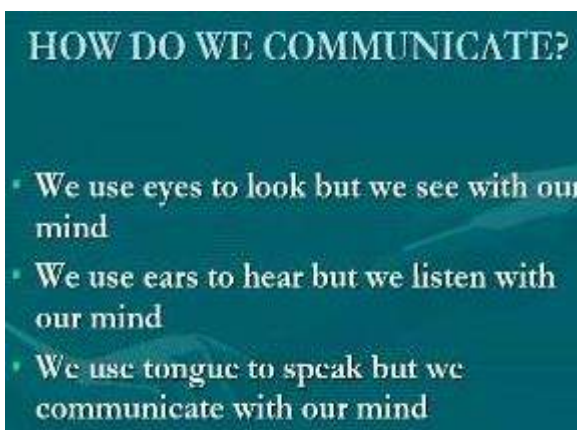 HOW DO WE COMMUNICATE?
We use eyes to look but we see with our
mind
We use ears to hear but we listen with
our mind
We use tongue to speak but we
communicate with our mind